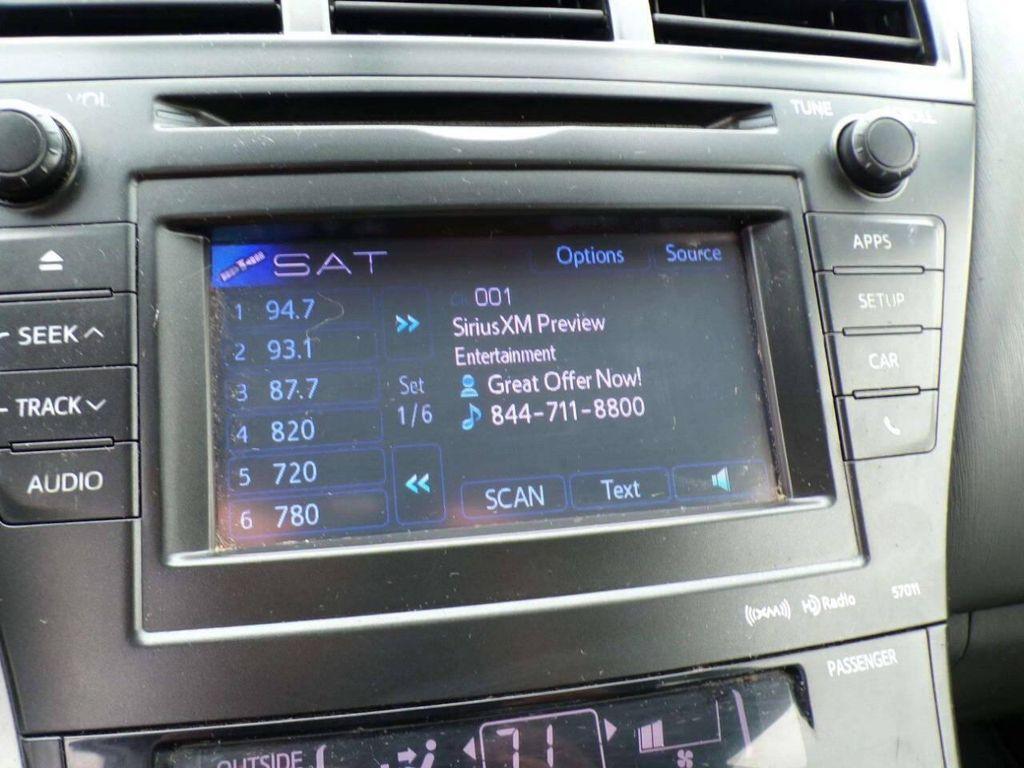 VOL
TUNE
SEEK
TRACK
AUDIO
SAT
Options
Source
1 94.7
2 93.1
3 87.7
4 820
5 720
6 780
Set
1/6
001
SiriusXM Preview
Entertainment
Great Offer Now!
844-711-8800
SCAN
Text
APPS
SETUP
CAR
((XM))
HD Radio
57011
PASSENGER
OUTSIDE
71